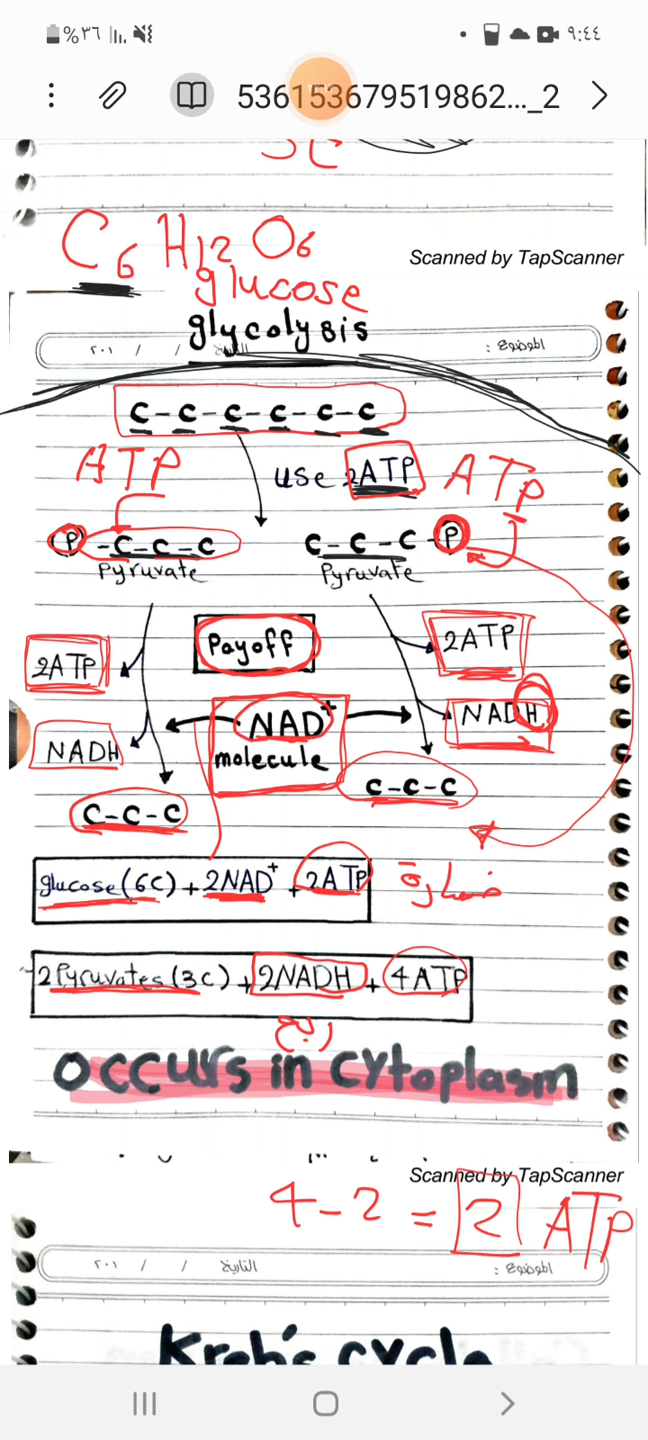 %٣٦
٩:٤٤
536153679519862..._2
C6 H12 O6
Scanned by TapScanner
glucose
glycolysis
٢٠١ / / التاريخ
الموضوع :
C-C-C-C-C-C
ATP use 2ATP ATP
P -C-C-C C-C-C-P
Pyruvate Pyruvate
Payoff
2ATP 2ATP
NAD+
molecule
NADH NADH
C-C-C C-C-C
glucose(6C)+2NAD+ +2ATP خسارة
2Pyruvates(3C)+2NADH+4ATP
ربح
occurs in cytoplasm
Scanned by TapScanner
4-2=2 ATP
٢٠١ / / التاريخ الموضوع :
Kreb's cycle